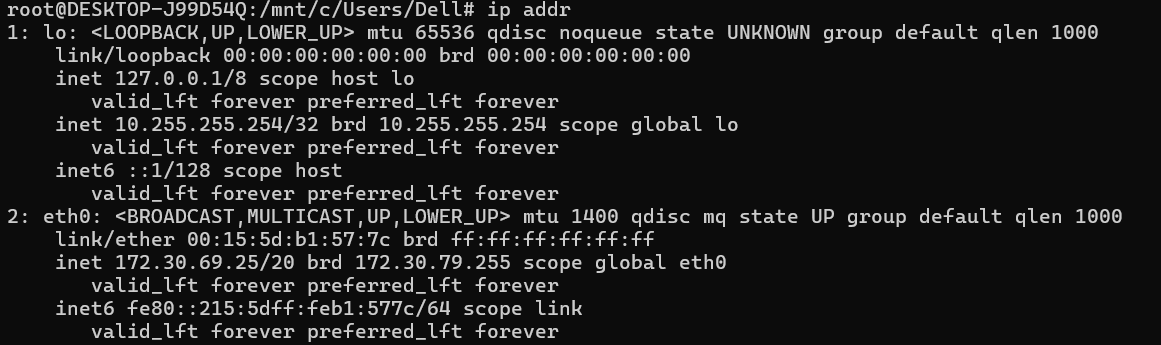 root@DESKTOP-J99D54Q:/mnt/c/Users/Dell# ip addr
1: lo: <LOOPBACK,UP,LOWER_UP> mtu 65536 qdisc noqueue state UNKNOWN group default qlen 1000
    link/loopback 00:00:00:00:00:00 brd 00:00:00:00:00:00
    inet 127.0.0.1/8 scope host lo
       valid_lft forever preferred_lft forever
    inet 10.255.255.254/32 brd 10.255.255.254 scope global lo
       valid_lft forever preferred_lft forever
    inet6 ::1/128 scope host
       valid_lft forever preferred_lft forever
2: eth0: <BROADCAST,MULTICAST,UP,LOWER_UP> mtu 1400 qdisc mq state UP group default qlen 1000
    link/ether 00:15:5d:b1:57:7c brd ff:ff:ff:ff:ff:ff
    inet 172.30.69.25/20 brd 172.30.79.255 scope global eth0
       valid_lft forever preferred_lft forever
    inet6 fe80::215:5dff:feb1:577c/64 scope link
       valid_lft forever preferred_lft forever